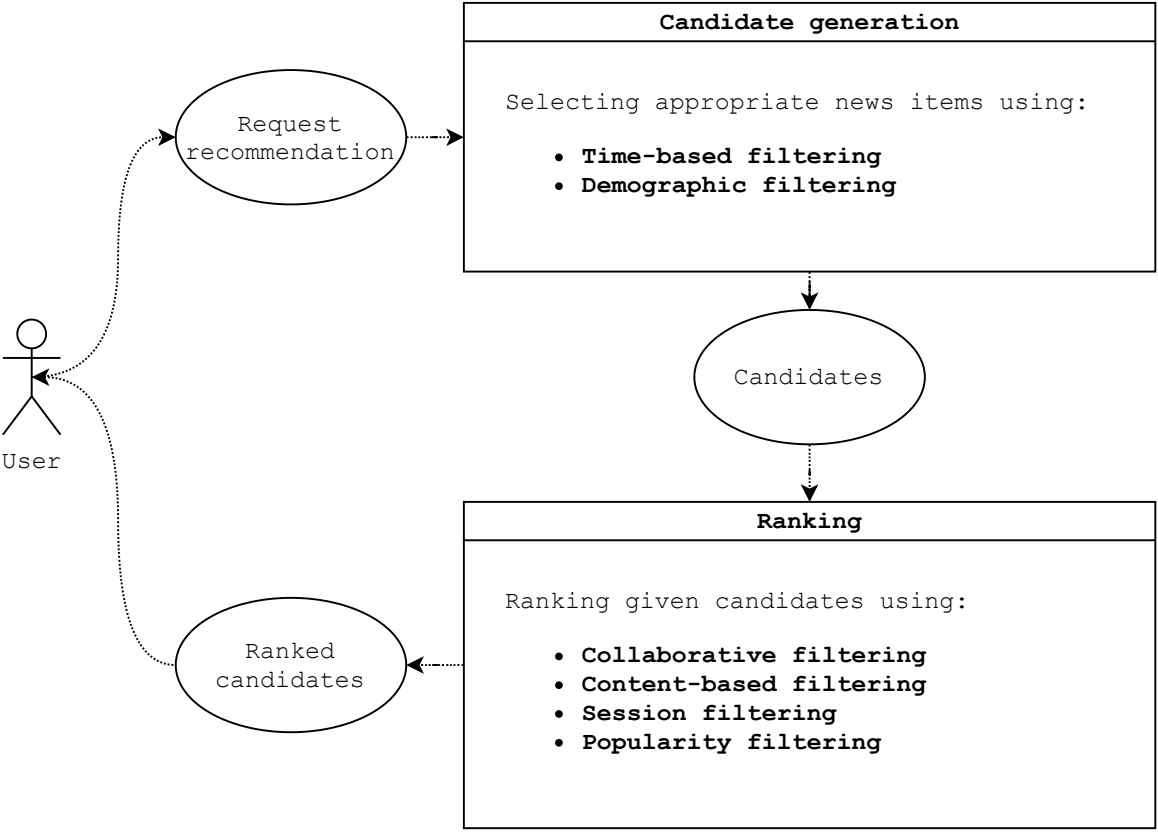 Candidate generation
Selecting appropriate news items using:
• Time-based filtering
• Demographic filtering
Request
recommendation
Candidates
User
Ranking
Ranking given candidates using:
• Collaborative filtering
• Content-based filtering
• Session filtering
• Popularity filtering
Ranked
candidates